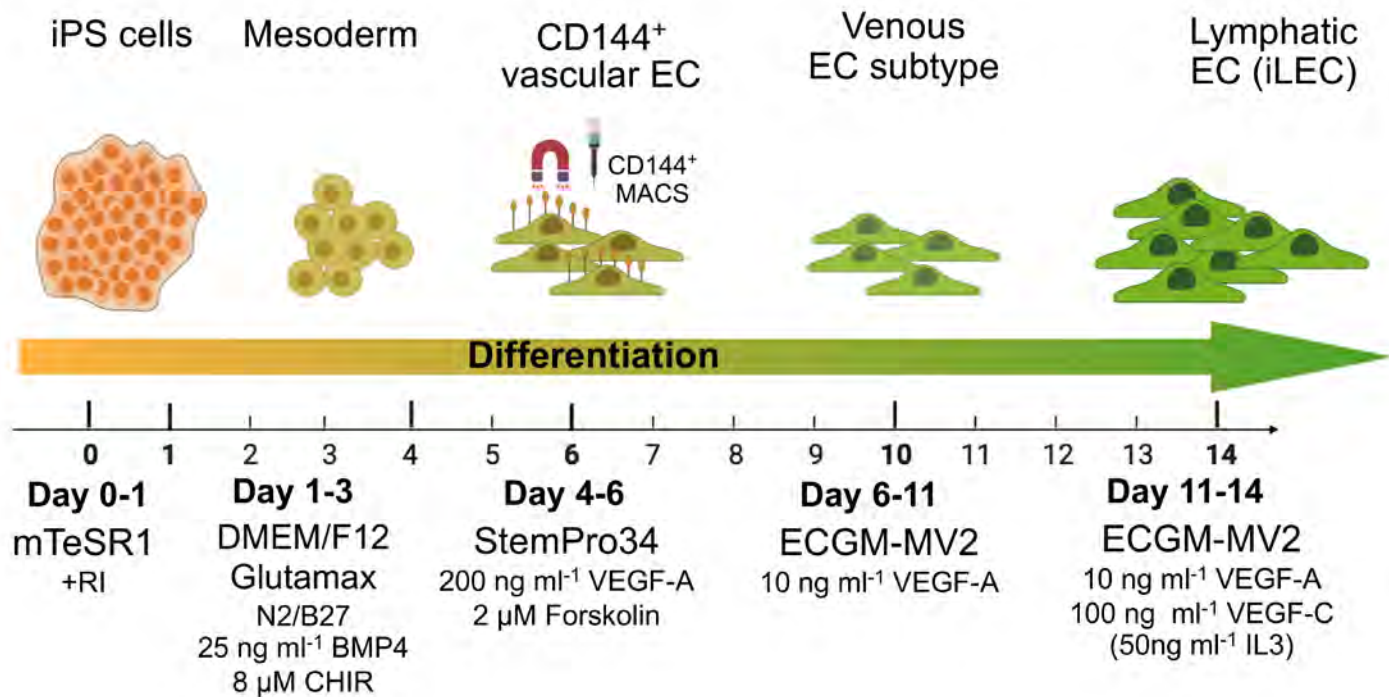 iPS cells
Mesoderm
CD144⁺
vascular EC
Venous
EC subtype
Lymphatic
EC (iLEC)
CD144⁺
MACS
Differentiation
0 1 2 3 4 5 6 7 8 9 10 11 12 13 14
Day 0-1
mTeSR1
+RI
Day 1-3
DMEM/F12
Glutamax
N2/B27
25 ng ml⁻¹ BMP4
8 µM CHIR
Day 4-6
StemPro34
200 ng ml⁻¹ VEGF-A
2 µM Forskolin
Day 6-11
ECGM-MV2
10 ng ml⁻¹ VEGF-A
Day 11-14
ECGM-MV2
10 ng ml⁻¹ VEGF-A
100 ng ml⁻¹ VEGF-C
(50ng ml⁻¹ IL3)